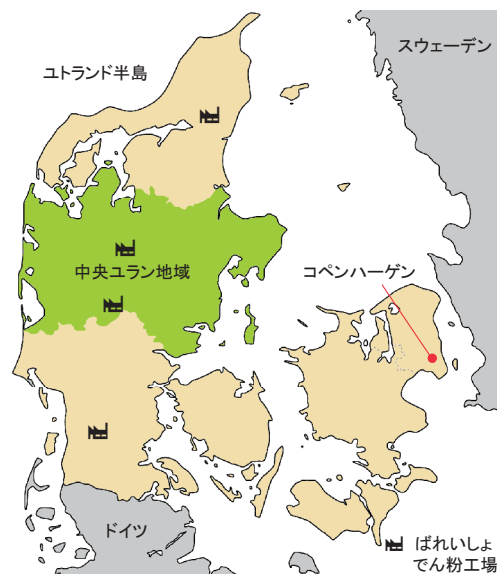 スウェーデン
ユトランド半島
中央ユラン地域
コペンハーゲン
ドイツ
ばれいしょ
でん粉工場